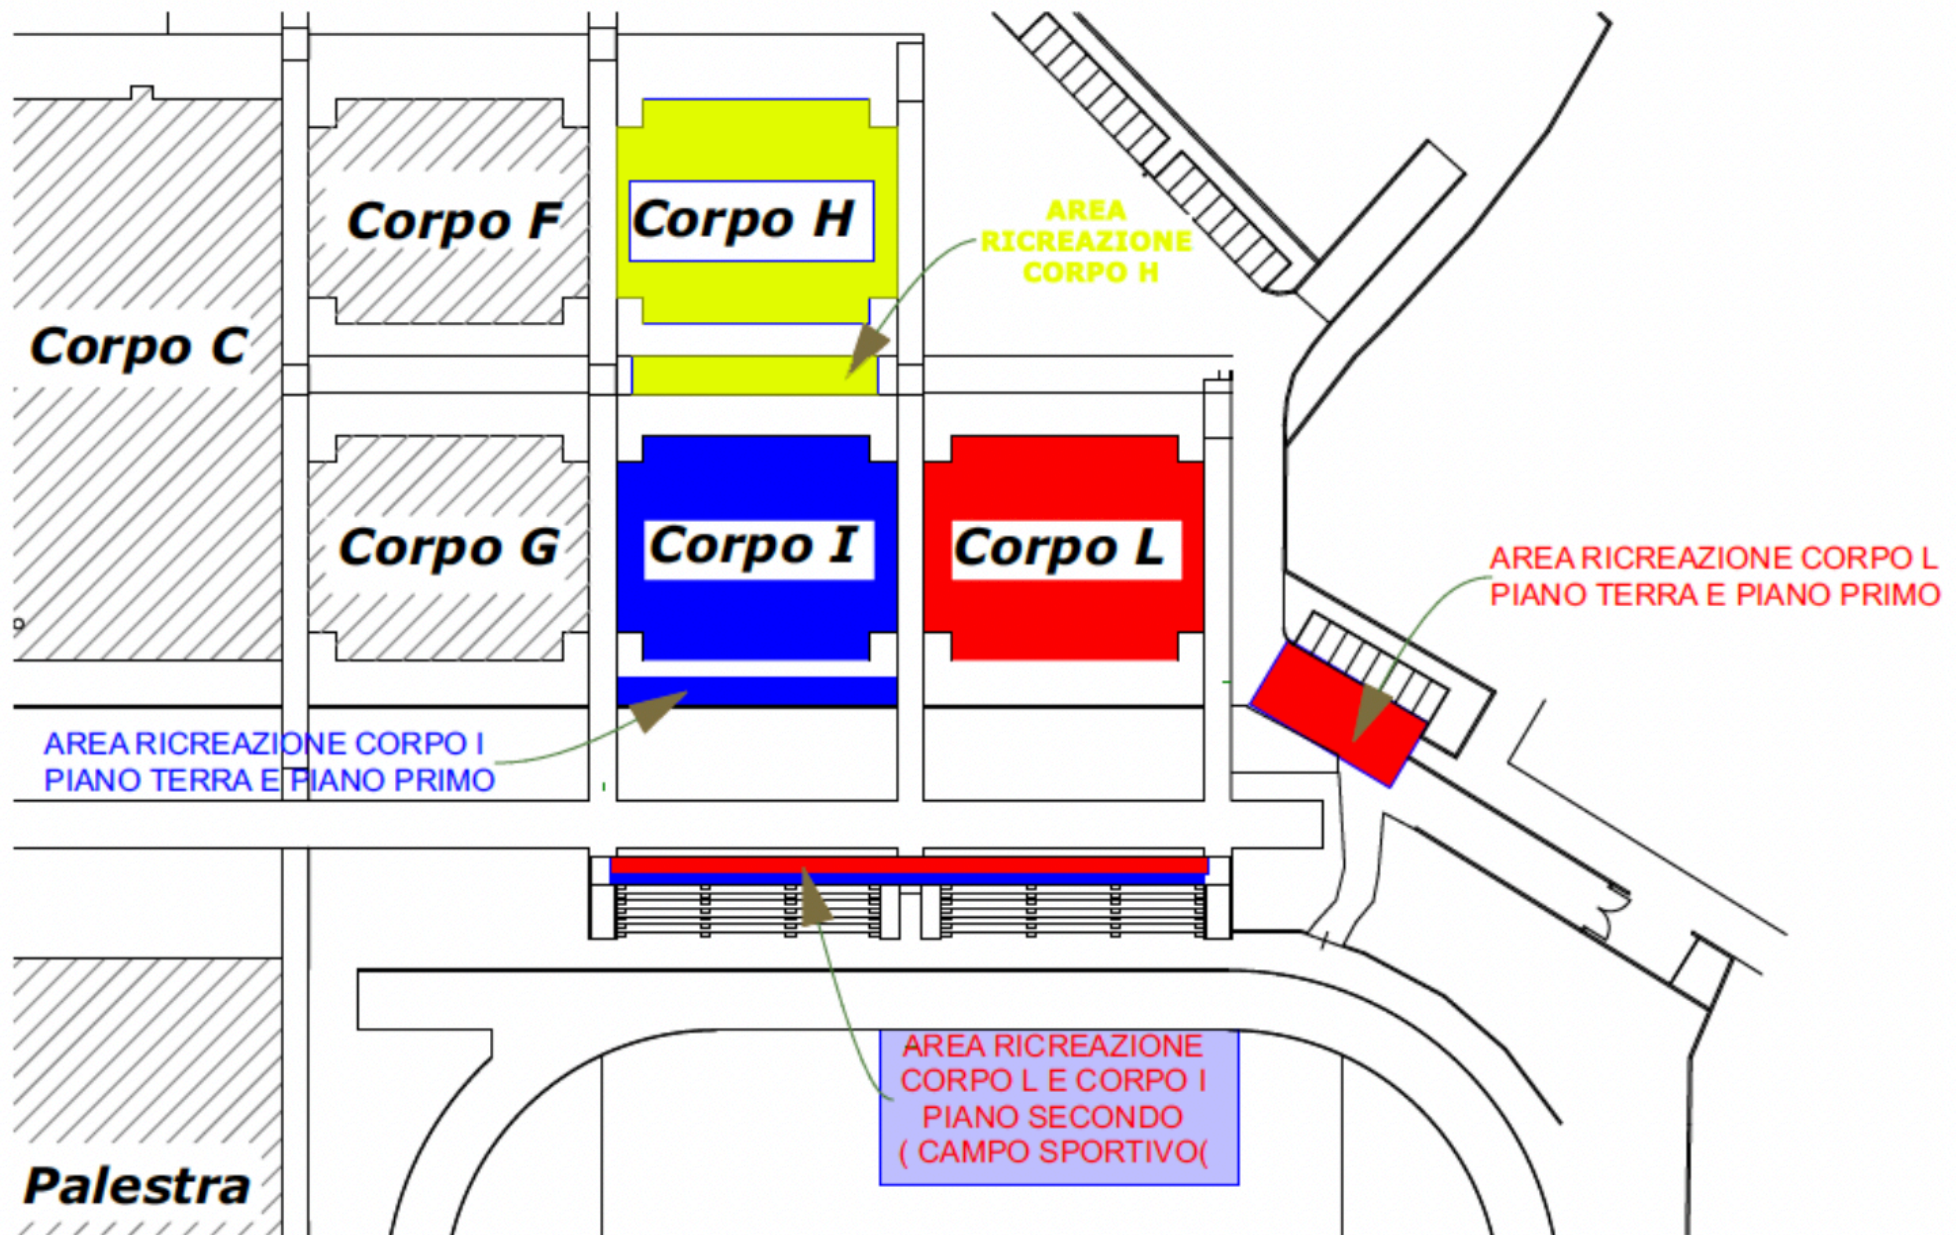 Corpo F
Corpo H
AREA
RICREAZIONE
CORPO H
Corpo C
Corpo G
Corpo I
Corpo L
AREA RICREAZIONE CORPO L
PIANO TERRA E PIANO PRIMO
AREA RICREAZIONE CORPO I
PIANO TERRA E PIANO PRIMO
AREA RICREAZIONE
CORPO L E CORPO I
PIANO SECONDO
( CAMPO SPORTIVO(
Palestra